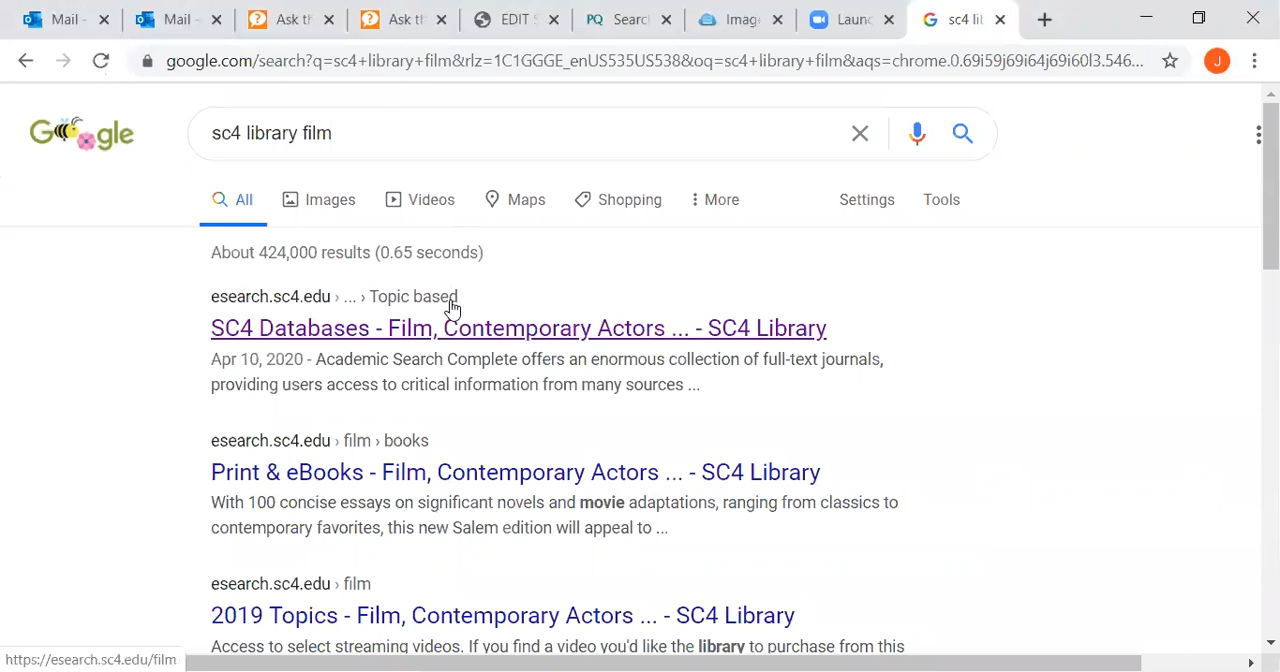 Mail -
Mail -
Ask th
Ask th
EDIT S
PQ Searc
Image
Launc
sc4 lib
google.com/search?q=sc4+library+film&rlz=1C1GGGE_enUS535US538&oq=sc4+library+film&aqs=chrome.0.69i59j69i64j69i60l3.546...
J
Google
sc4 library film
All Images Videos Maps Shopping More Settings Tools
About 424,000 results (0.65 seconds)
esearch.sc4.edu › ... › Topic based
SC4 Databases - Film, Contemporary Actors ... - SC4 Library
Apr 10, 2020 - Academic Search Complete offers an enormous collection of full-text journals,
providing users access to critical information from many sources ...
esearch.sc4.edu › film › books
Print & eBooks - Film, Contemporary Actors ... - SC4 Library
With 100 concise essays on significant novels and movie adaptations, ranging from classics to
contemporary favorites, this new Salem edition will appeal to ...
esearch.sc4.edu › film
2019 Topics - Film, Contemporary Actors ... - SC4 Library
Access to select streaming videos. If you find a video you'd like the library to purchase from this
https://esearch.sc4.edu/film